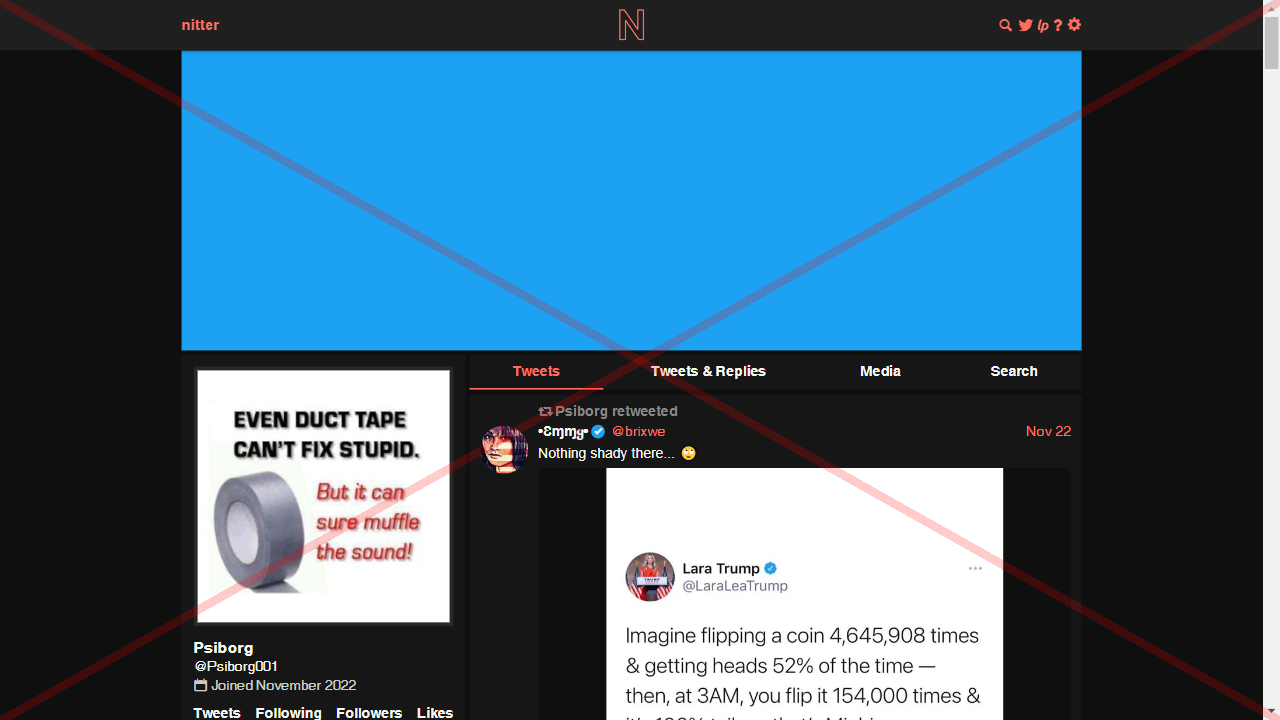 nitter
N
lp ?
Tweets
Tweets & Replies
Media
Search
EVEN DUCT TAPE
CAN'T FIX STUPID.
But it can
sure muffle
the sound!
Psiborg
@Psiborg001
Joined November 2022
Tweets Following Followers Likes
Psiborg retweeted
@brixwe
Nov 22
Nothing shady there... 🙄
Lara Trump
@LaraLeaTrump
Imagine flipping a coin 4,645,908 times
& getting heads 52% of the time —
then, at 3AM, you flip it 154,000 times &